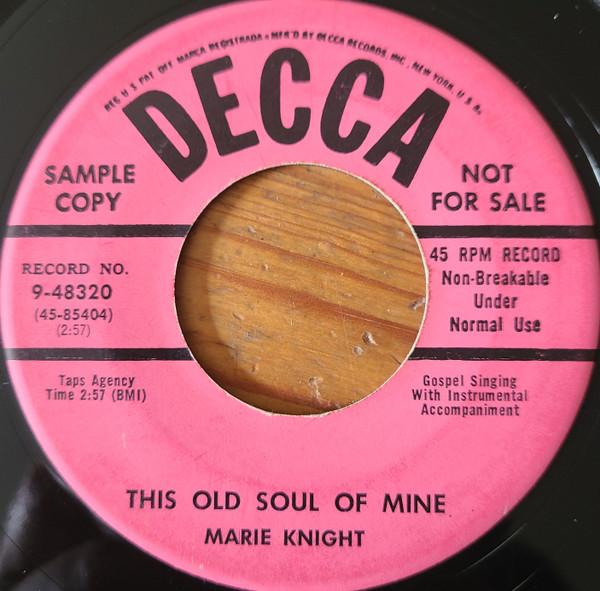 REG U S PAT OFF MARCA REGISTRADA • MF'R'D BY DECCA RECORDS, INC., NEW YORK, U.S.A.
DECCA
SAMPLE
COPY
NOT
FOR SALE
RECORD NO.
9-48320
(45-85404)
(2:57)
45 RPM RECORD
Non-Breakable
Under
Normal Use
Taps Agency
Time 2:57 (BMI)
Gospel Singing
With Instrumental
Accompaniment
THIS OLD SOUL OF MINE
MARIE KNIGHT